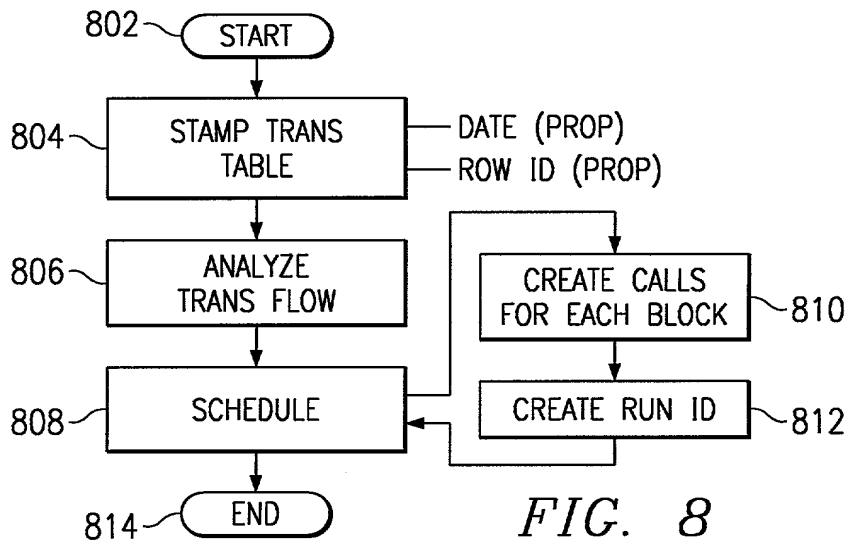 802
START
804
STAMP TRANS
TABLE
DATE (PROP)
ROW ID (PROP)
806
ANALYZE
TRANS FLOW
CREATE CALLS
FOR EACH BLOCK
810
808
SCHEDULE
CREATE RUN ID
812
814
END
FIG. 8